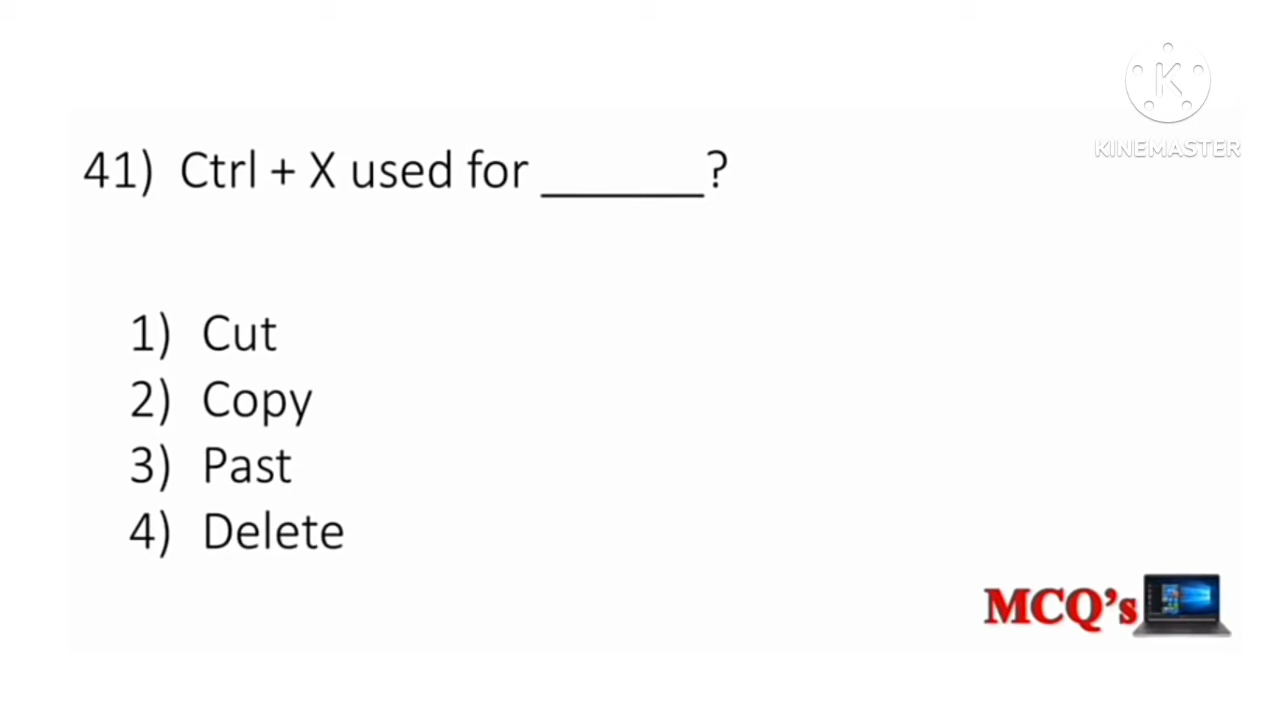 KINEMASTER
41) Ctrl + X used for ______?
1) Cut
2) Copy
3) Past
4) Delete
MCQ's